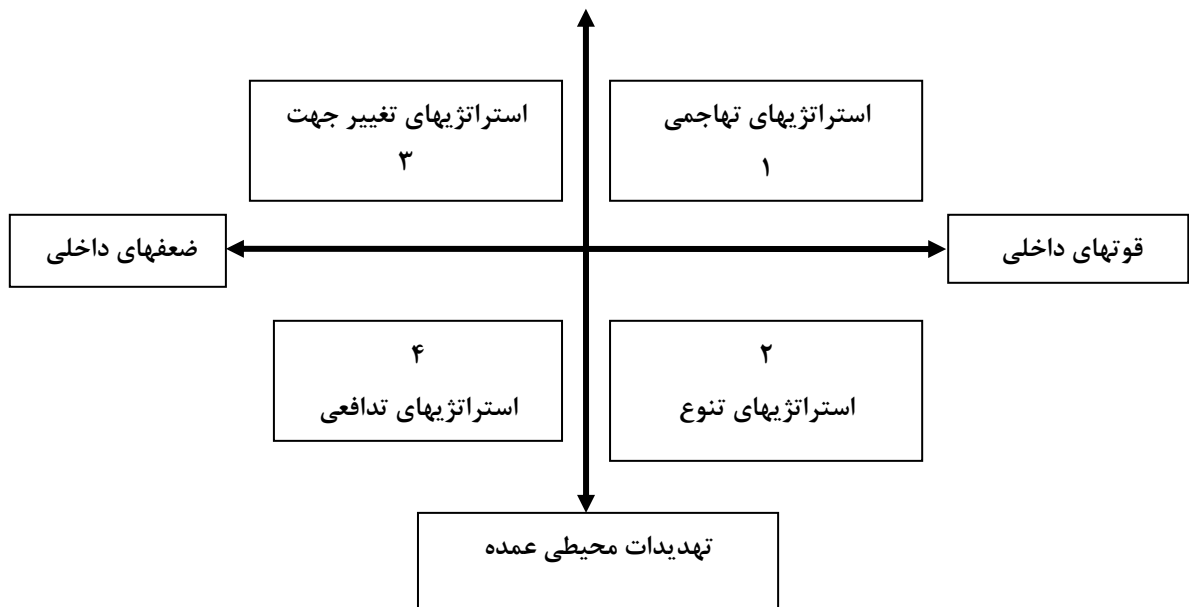 استراتژیهای تهاجمی
۱
استراتژیهای تغییر جهت
۳
قوتهای داخلی
ضعفهای داخلی
۲
استراتژیهای تنوع
۴
استراتژیهای تدافعی
تهدیدات محیطی عمده